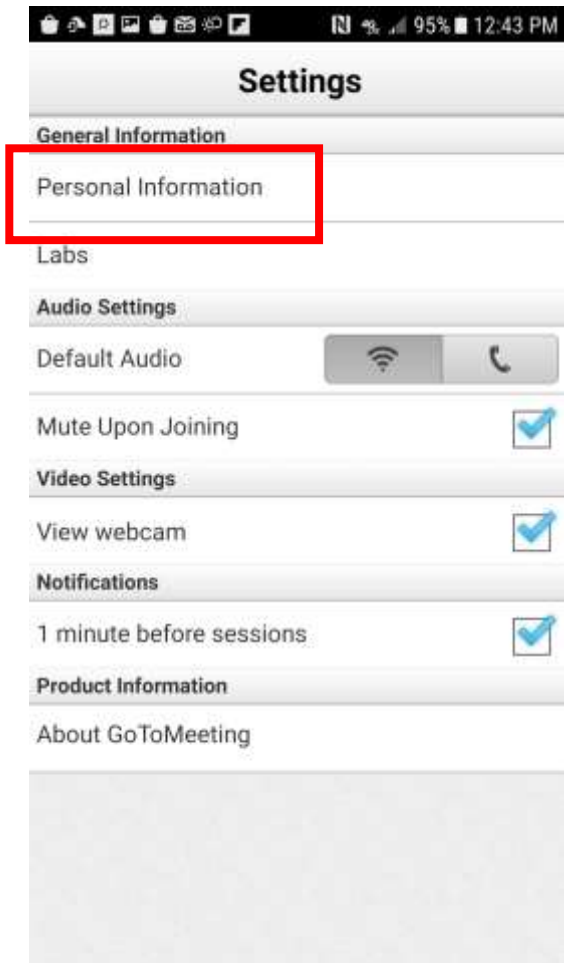 95% 12:43 PM
Settings
General Information
Personal Information
Labs
Audio Settings
Default Audio
Mute Upon Joining
Video Settings
View webcam
Notifications
1 minute before sessions
Product Information
About GoToMeeting